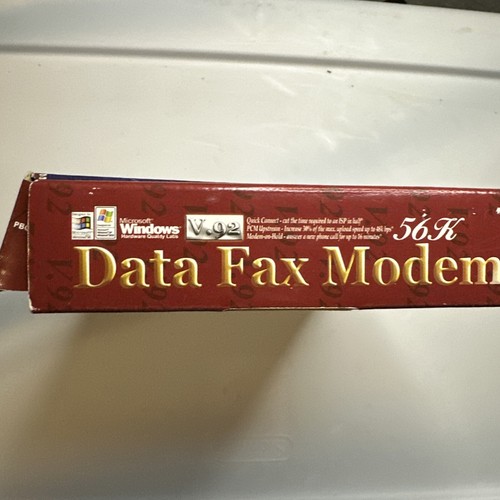 Microsoft
Windows
Hardware Quality Labs
V.92
Quick Connect - cut the time required to an ISP in half*
PCM Upstream - Increase 30% of the max. upload speed up to 48k bps*
Modem-on-Hold - answer a new phone call for up to 16 minutes*
56K
Data Fax Modem